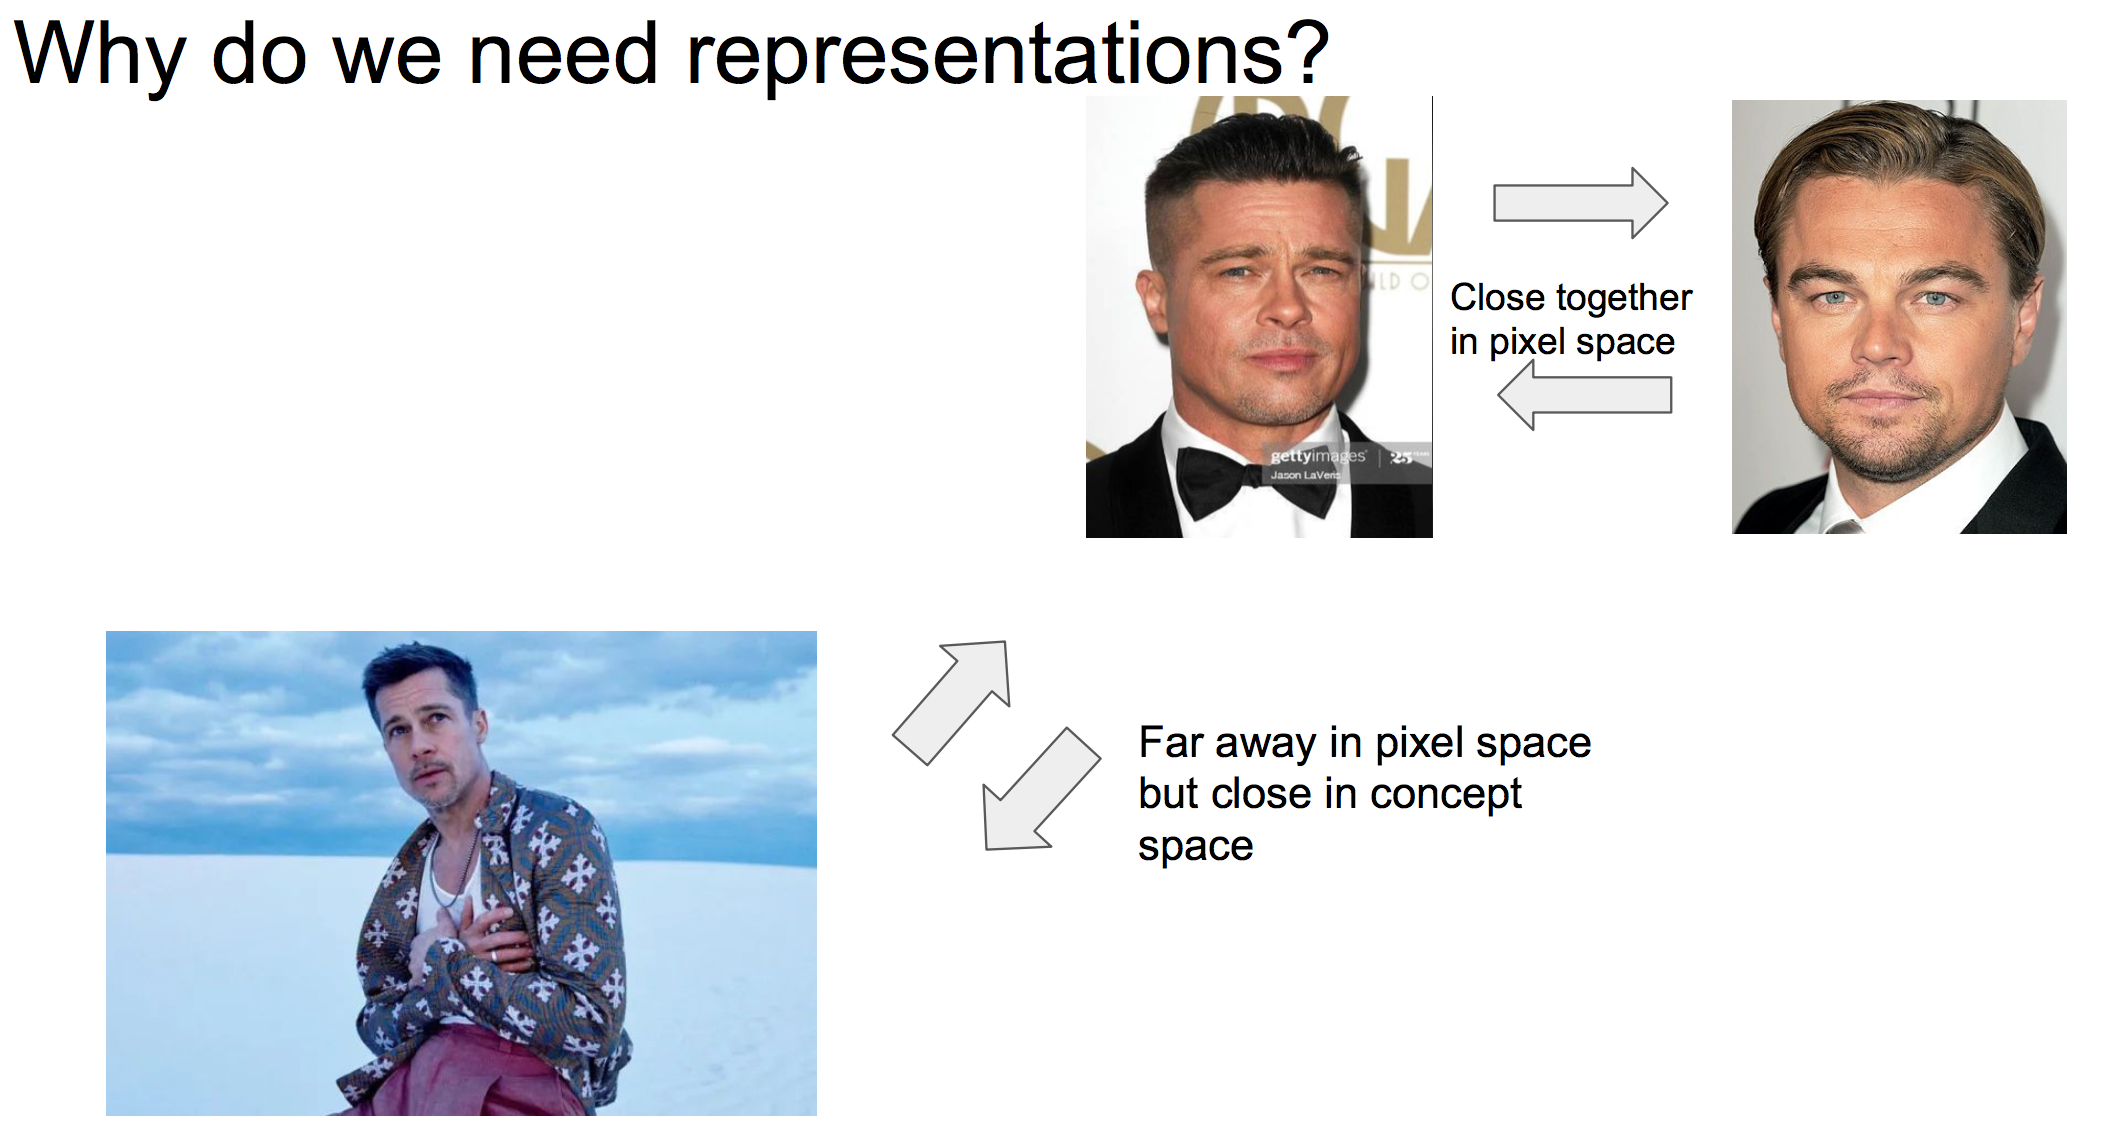 Why do we need representations?
Close together
in pixel space
gettyimages
Jason LaVeris
Far away in pixel space
but close in concept
space